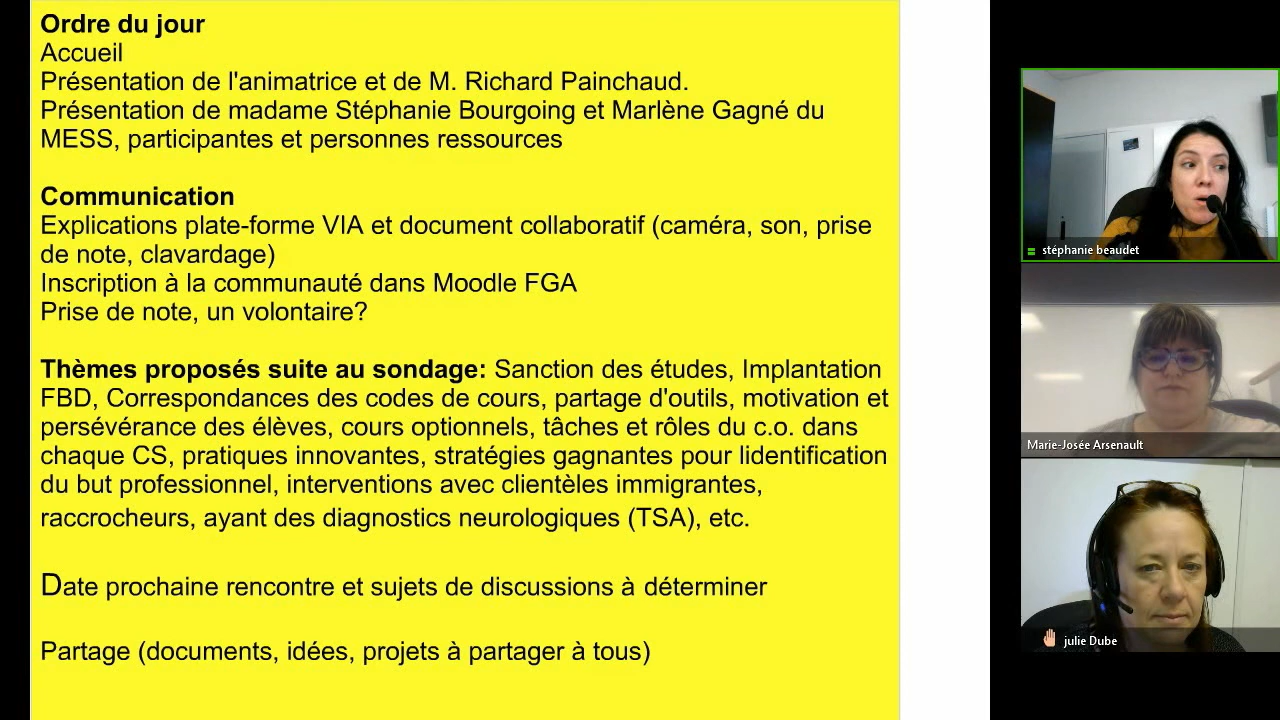 Ordre du jour
Accueil
Présentation de l'animatrice et de M. Richard Painchaud.
Présentation de madame Stéphanie Bourgoing et Marlène Gagné du
MESS, participantes et personnes ressources
Communication
Explications plate-forme VIA et document collaboratif (caméra, son, prise
de note, clavardage)
Inscription à la communauté dans Moodle FGA
Prise de note, un volontaire?
Thèmes proposés suite au sondage: Sanction des études, Implantation
FBD, Correspondances des codes de cours, partage d'outils, motivation et
persévérance des élèves, cours optionnels, tâches et rôles du c.o. dans
chaque CS, pratiques innovantes, stratégies gagnantes pour lidentification
du but professionnel, interventions avec clientèles immigrantes,
raccrocheurs, ayant des diagnostics neurologiques (TSA), etc.
Date prochaine rencontre et sujets de discussions à déterminer
Partage (documents, idées, projets à partager à tous)
stéphanie beaudet
Marie-Josée Arsenault
julie Dube